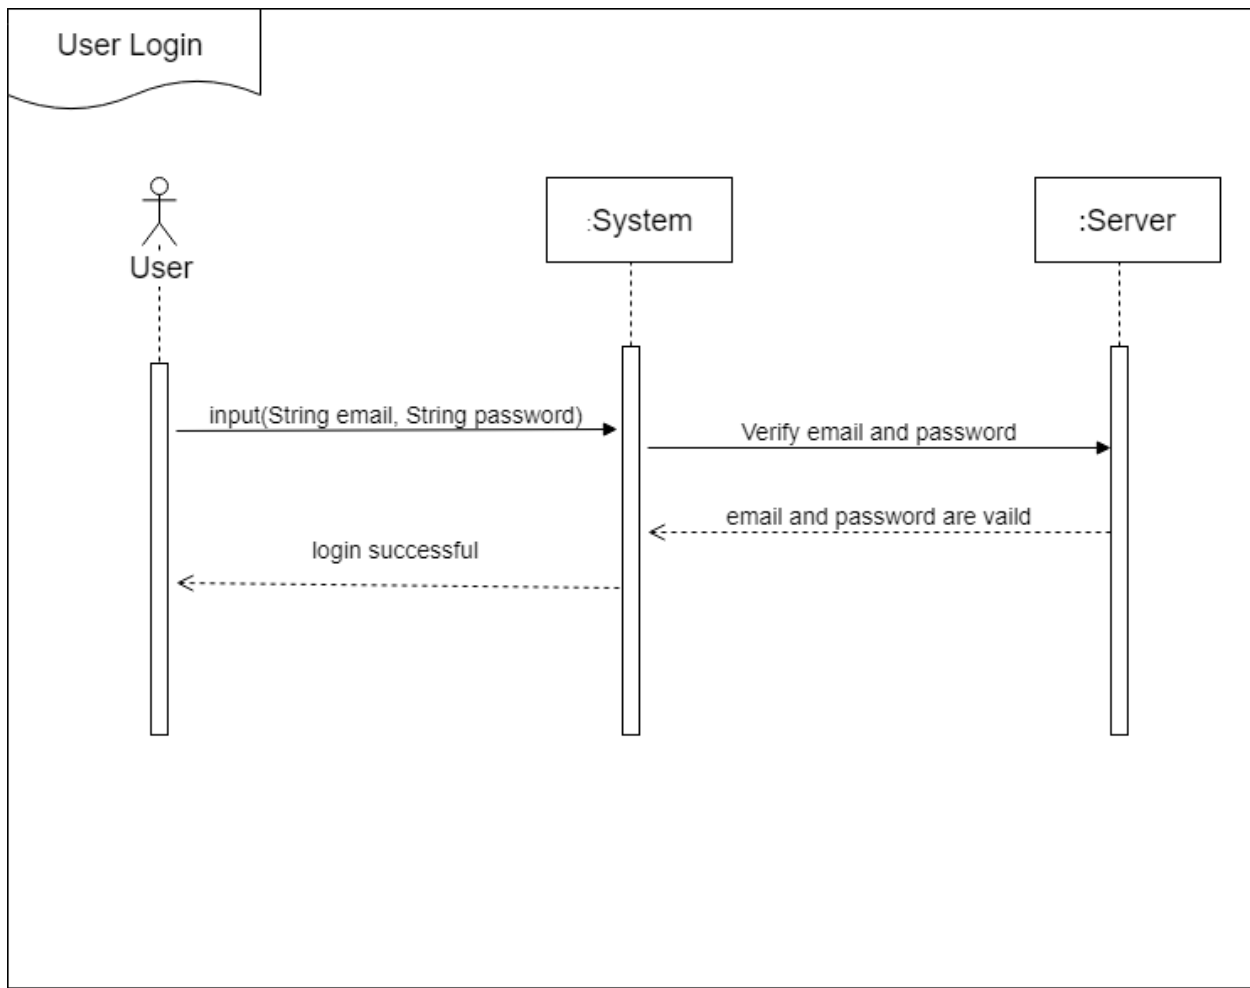 User Login
User
:System
:Server
input(String email, String password)
Verify email and password
email and password are vaild
login successful